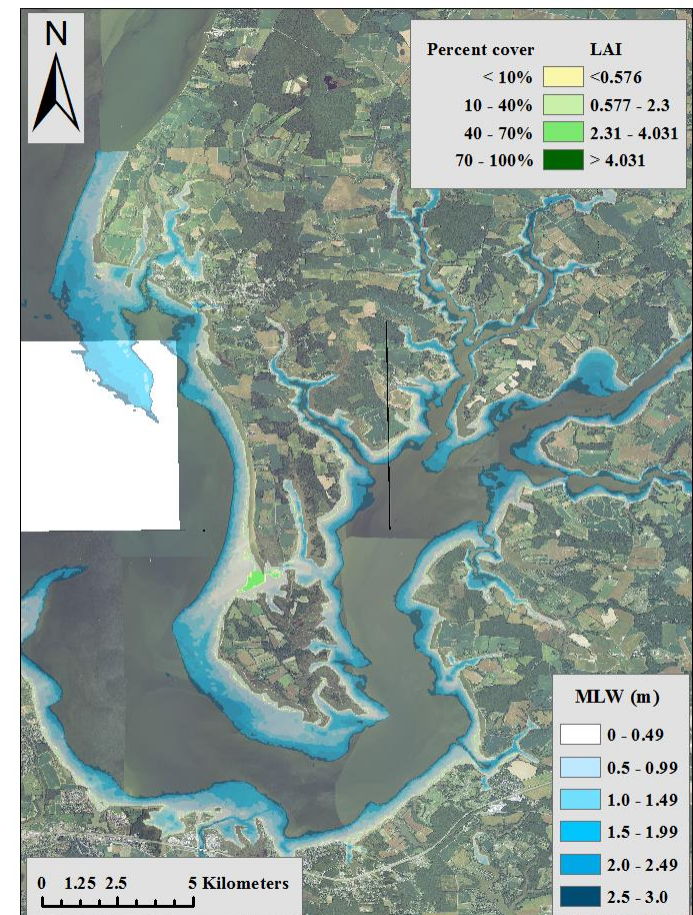 N
Percent cover LAI
< 10% <0.576
10 - 40% 0.577 - 2.3
40 - 70% 2.31 - 4.031
70 - 100% > 4.031
MLW (m)
0 - 0.49
0.5 - 0.99
1.0 - 1.49
1.5 - 1.99
2.0 - 2.49
2.5 - 3.0
0 1.25 2.5 5 Kilometers